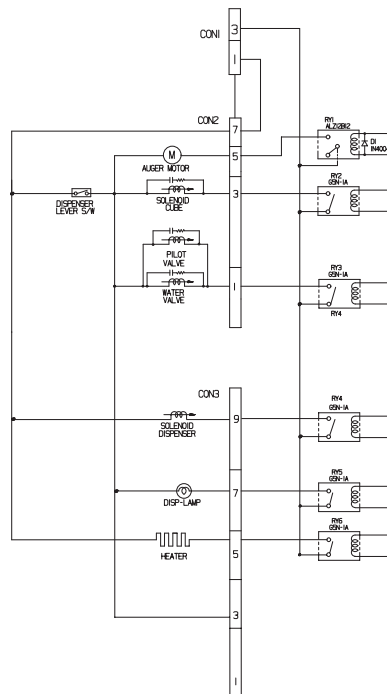 CON1
3
1
CON2
7
5
3
1
M
AUGER MOTOR
DISPENSER
LEVER S/W
SOLENOID
CUBE
PILOT
VALVE
WATER
VALVE
RY1
ALZ12B12
D1
1N4004
RY2
G5N-1A
RY3
G5N-1A
RY4
CON3
9
7
5
3
1
SOLENOID
DISPENSER
DISP-LAMP
HEATER
RY4
G5N-1A
RY5
G5N-1A
RY6
G5N-1A